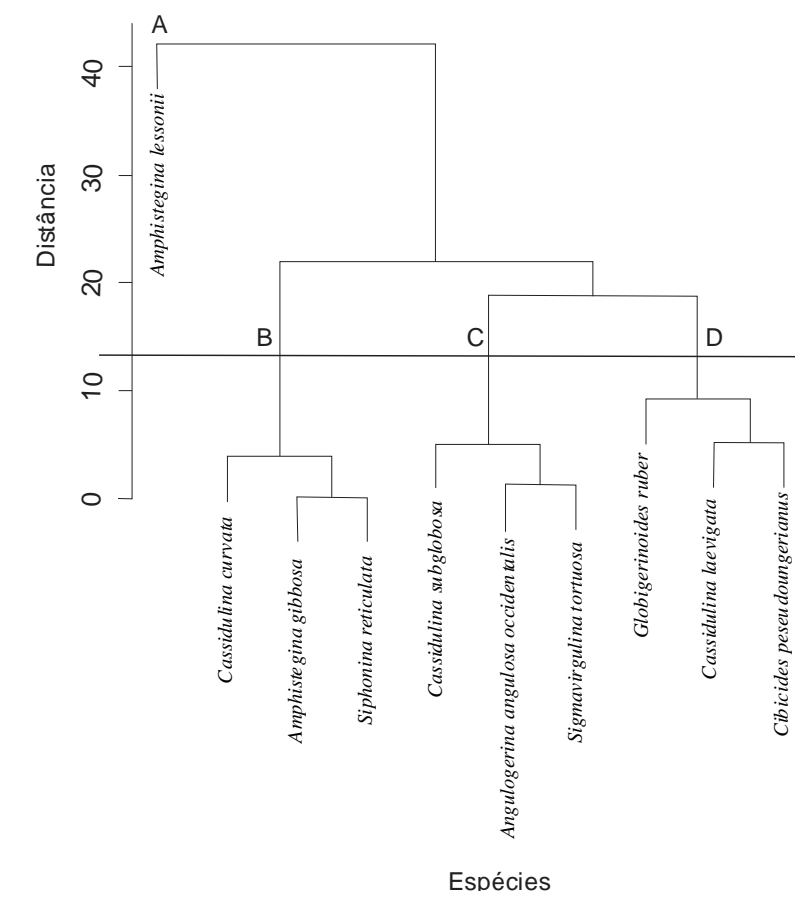 A
40
30
20
10
0
Distância
Amphistegina lessonii
B
C
D
Cassidulina curvata
Amphistegina gibbosa
Siphonina reticulata
Cassidulina subglobosa
Angulogerina angulosa occidentalis
Sigmavirgulina tortuosa
Globigerinoides ruber
Cassidulina laevigata
Cibicides peseudoungerianus
Espécies